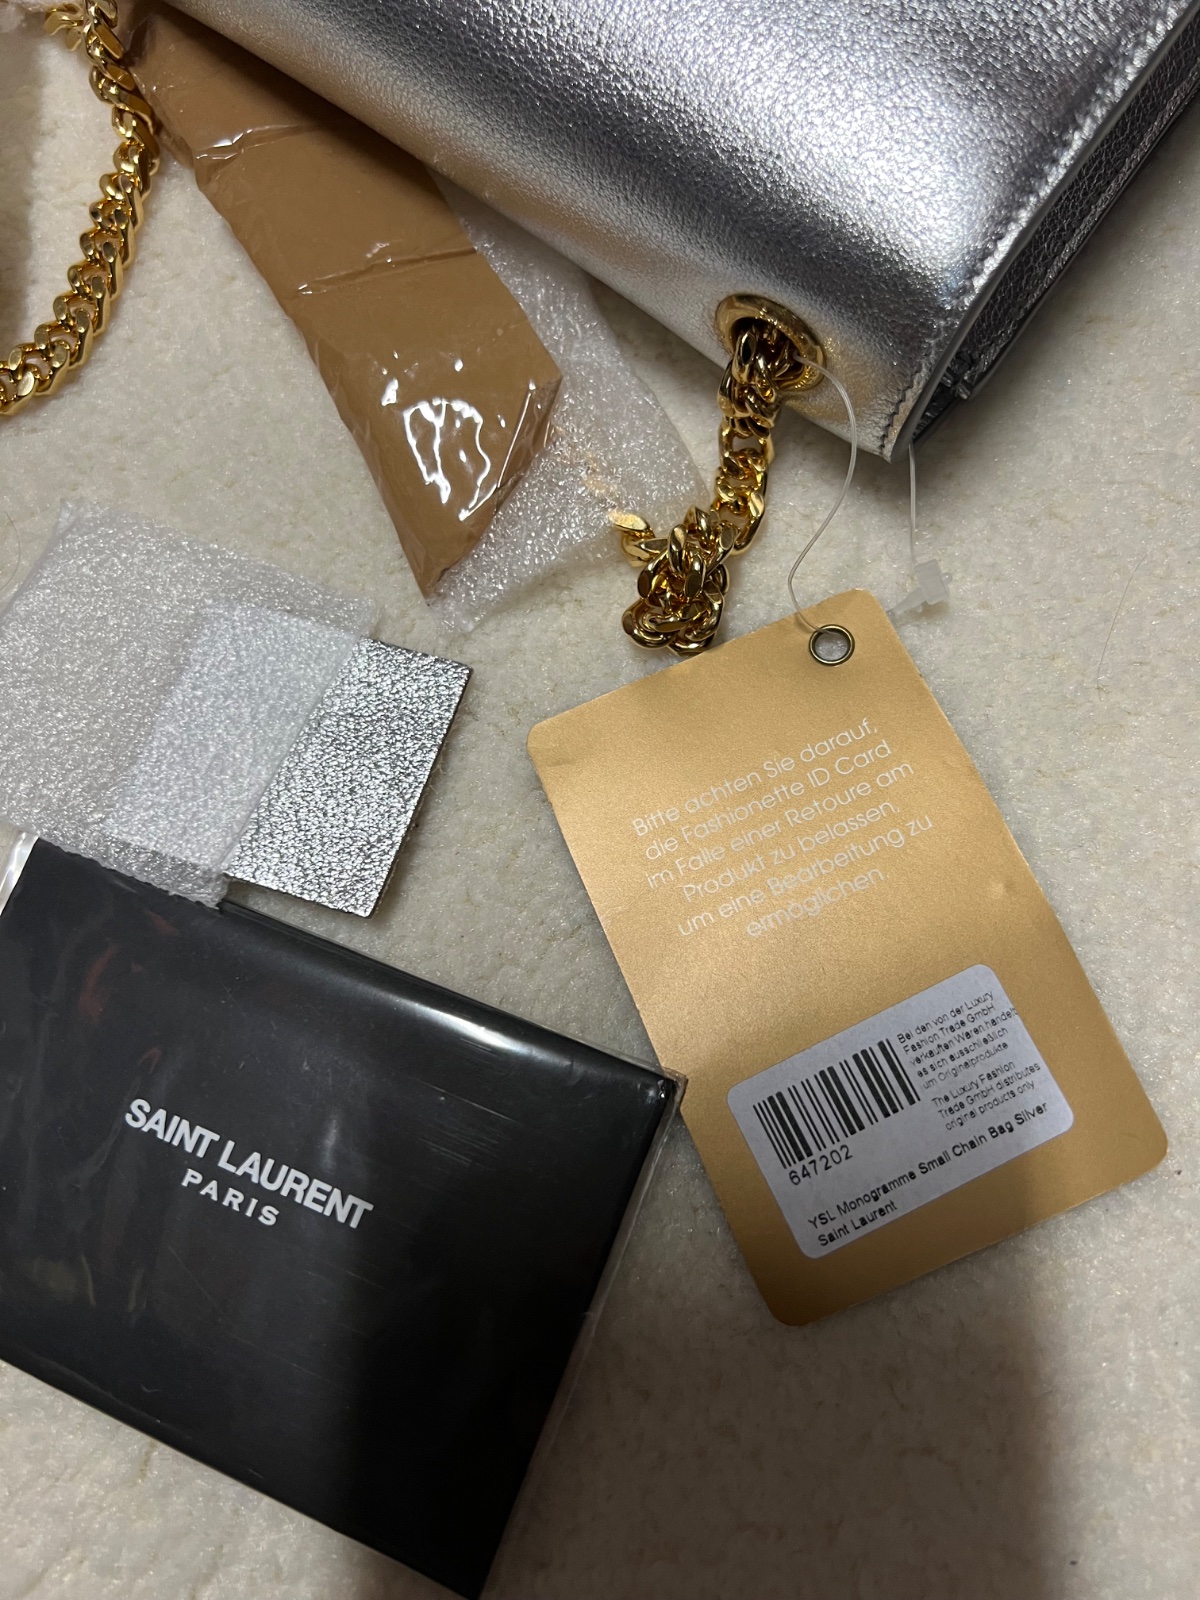 Bitte achten Sie darauf,
die Fashionette ID Card
im Falle einer Retoure am
Produkt zu belassen,
um eine Bearbeitung zu
ermöglichen.
Bei den von der Luxury
Fashion Trade GmbH
verkauften Waren handelt
es sich ausschließlich
um Originalprodukte
The Luxury Fashion
Trade GmbH distributes
original products only
647202
YSL Monogramme Small Chain Bag Silver
Saint Laurent
SAINT LAURENT
PARIS